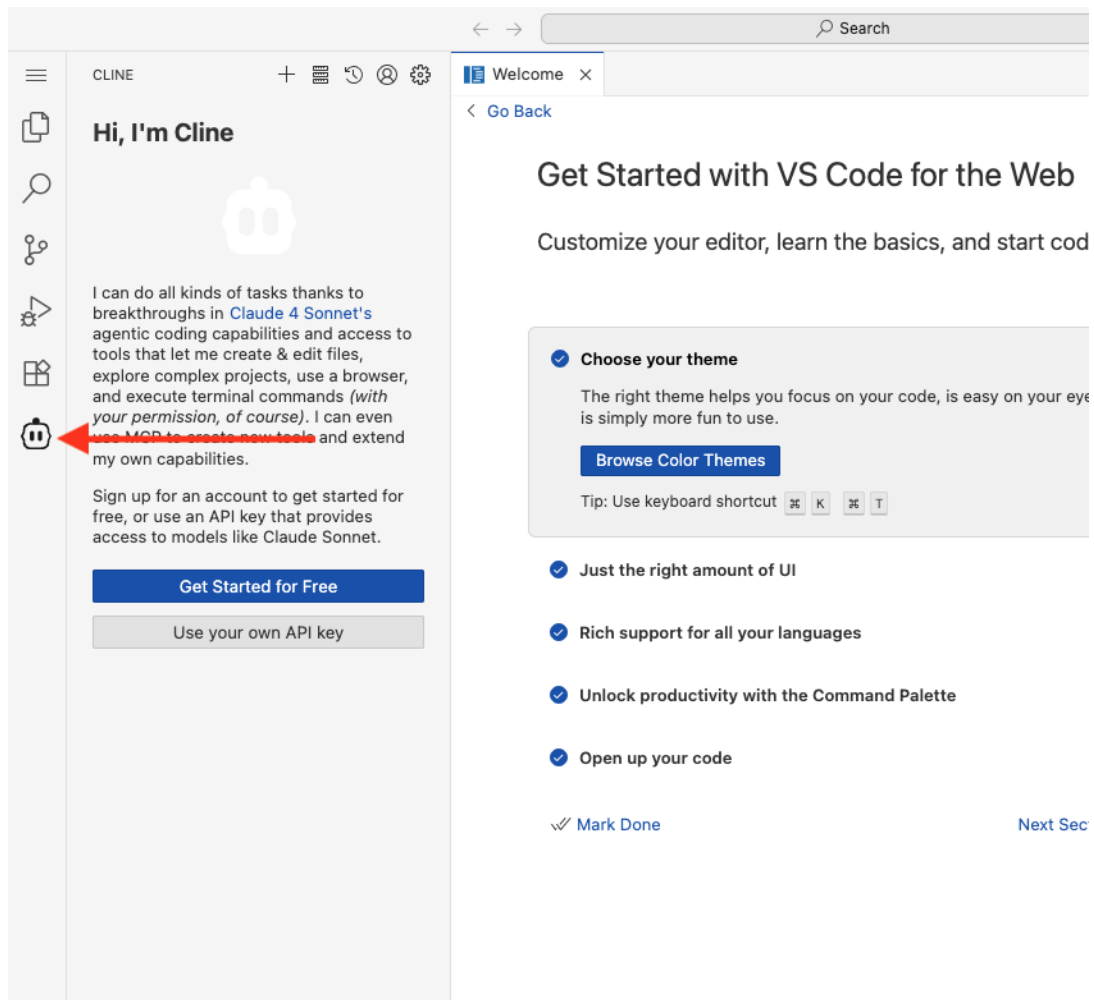 Search
CLINE
Hi, I'm Cline
I can do all kinds of tasks thanks to
breakthroughs in Claude 4 Sonnet's
agentic coding capabilities and access to
tools that let me create & edit files,
explore complex projects, use a browser,
and execute terminal commands (with
your permission, of course). I can even
use MCP to create new tools and extend
my own capabilities.
Sign up for an account to get started for
free, or use an API key that provides
access to models like Claude Sonnet.
Get Started for Free
Use your own API key
Welcome
Go Back
Get Started with VS Code for the Web
Customize your editor, learn the basics, and start cod
Choose your theme
The right theme helps you focus on your code, is easy on your eye
is simply more fun to use.
Browse Color Themes
Tip: Use keyboard shortcut ⌘ K ⌘ T
Just the right amount of UI
Rich support for all your languages
Unlock productivity with the Command Palette
Open up your code
Mark Done
Next Sec